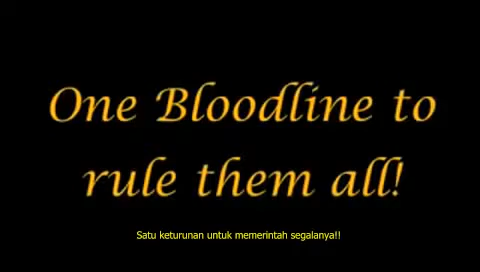 One Bloodline to
rule them all!
Satu keturunan untuk memerintah segalanya!!